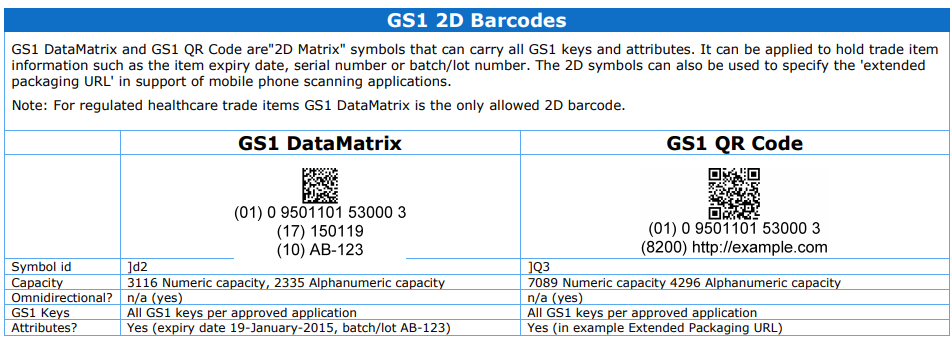 GS1 2D Barcodes
GS1 DataMatrix and GS1 QR Code are"2D Matrix" symbols that can carry all GS1 keys and attributes. It can be applied to hold trade item
information such as the item expiry date, serial number or batch/lot number. The 2D symbols can also be used to specify the 'extended
packaging URL' in support of mobile phone scanning applications.
Note: For regulated healthcare trade items GS1 DataMatrix is the only allowed 2D barcode.
GS1 DataMatrix GS1 QR Code
(01) 0 9501101 53000 3
(17) 150119
(10) AB-123
(01) 0 9501101 53000 3
(8200) http://example.com
Symbol id ]d2 ]Q3
Capacity 3116 Numeric capacity, 2335 Alphanumeric capacity 7089 Numeric capacity 4296 Alphanumeric capacity
Omnidirectional? n/a (yes) n/a (yes)
GS1 Keys All GS1 keys per approved application All GS1 keys per approved application
Attributes? Yes (expiry date 19-January-2015, batch/lot AB-123) Yes (in example Extended Packaging URL)